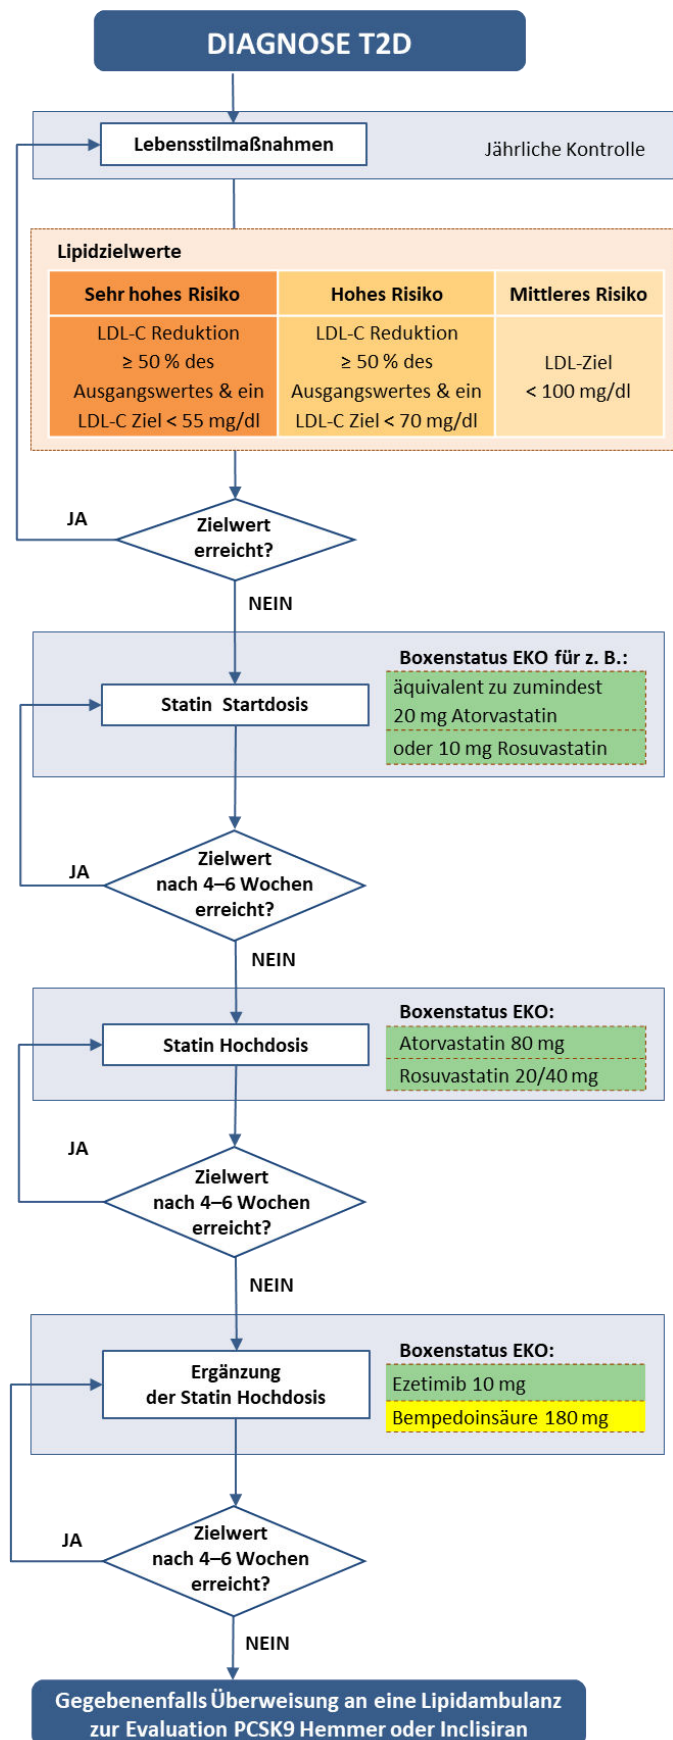 DIAGNOSE T2D
Lebensstilmaßnahmen
Jährliche Kontrolle
Lipidzielwerte
Sehr hohes Risiko
LDL-C Reduktion
≥ 50 % des
Ausgangswertes & ein
LDL-C Ziel < 55 mg/dl
Hohes Risiko
LDL-C Reduktion
≥ 50 % des
Ausgangswertes & ein
LDL-C Ziel < 70 mg/dl
Mittleres Risiko
LDL-Ziel
< 100 mg/dl
JA
Zielwert
erreicht?
NEIN
Statin Startdosis
Boxenstatus EKO für z. B.:
äquivalent zu zumindest
20 mg Atorvastatin
oder 10 mg Rosuvastatin
JA
Zielwert
nach 4–6 Wochen
erreicht?
NEIN
Statin Hochdosis
Boxenstatus EKO:
Atorvastatin 80 mg
Rosuvastatin 20/40 mg
JA
Zielwert
nach 4–6 Wochen
erreicht?
NEIN
Ergänzung
der Statin Hochdosis
Boxenstatus EKO:
Ezetimib 10 mg
Bempedoinsäure 180 mg
JA
Zielwert
nach 4–6 Wochen
erreicht?
NEIN
Gegebenenfalls Überweisung an eine Lipidambulanz
zur Evaluation PCSK9 Hemmer oder Inclisiran